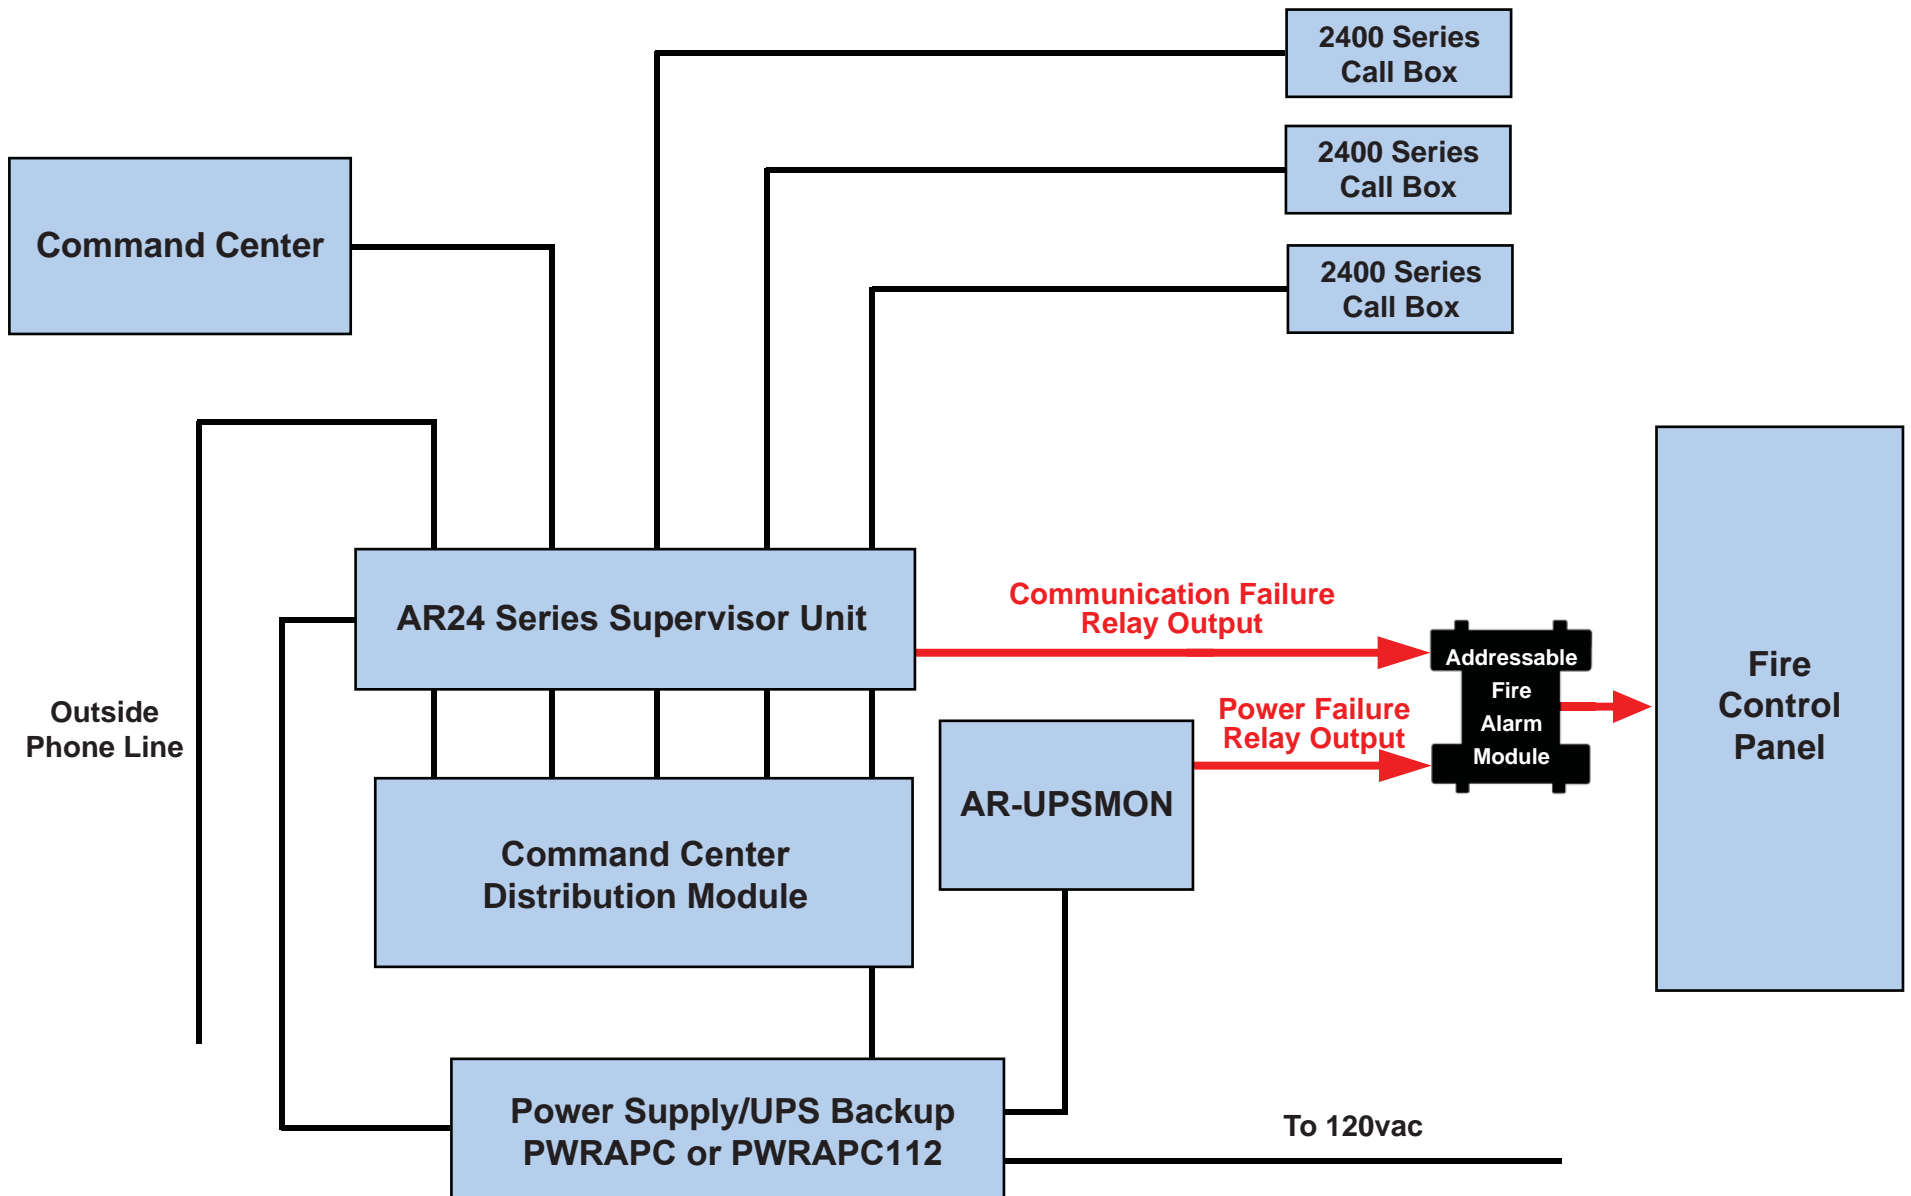 2400 Series
Call Box
2400 Series
Call Box
Command Center
2400 Series
Call Box
Communication Failure
Relay Output
AR24 Series Supervisor Unit
Addressable
Fire
Alarm
Module
Fire
Control
Panel
Outside
Phone Line
Power Failure
Relay Output
AR-UPSMON
Command Center
Distribution Module
Power Supply/UPS Backup
PWRAPC or PWRAPC112
To 120vac